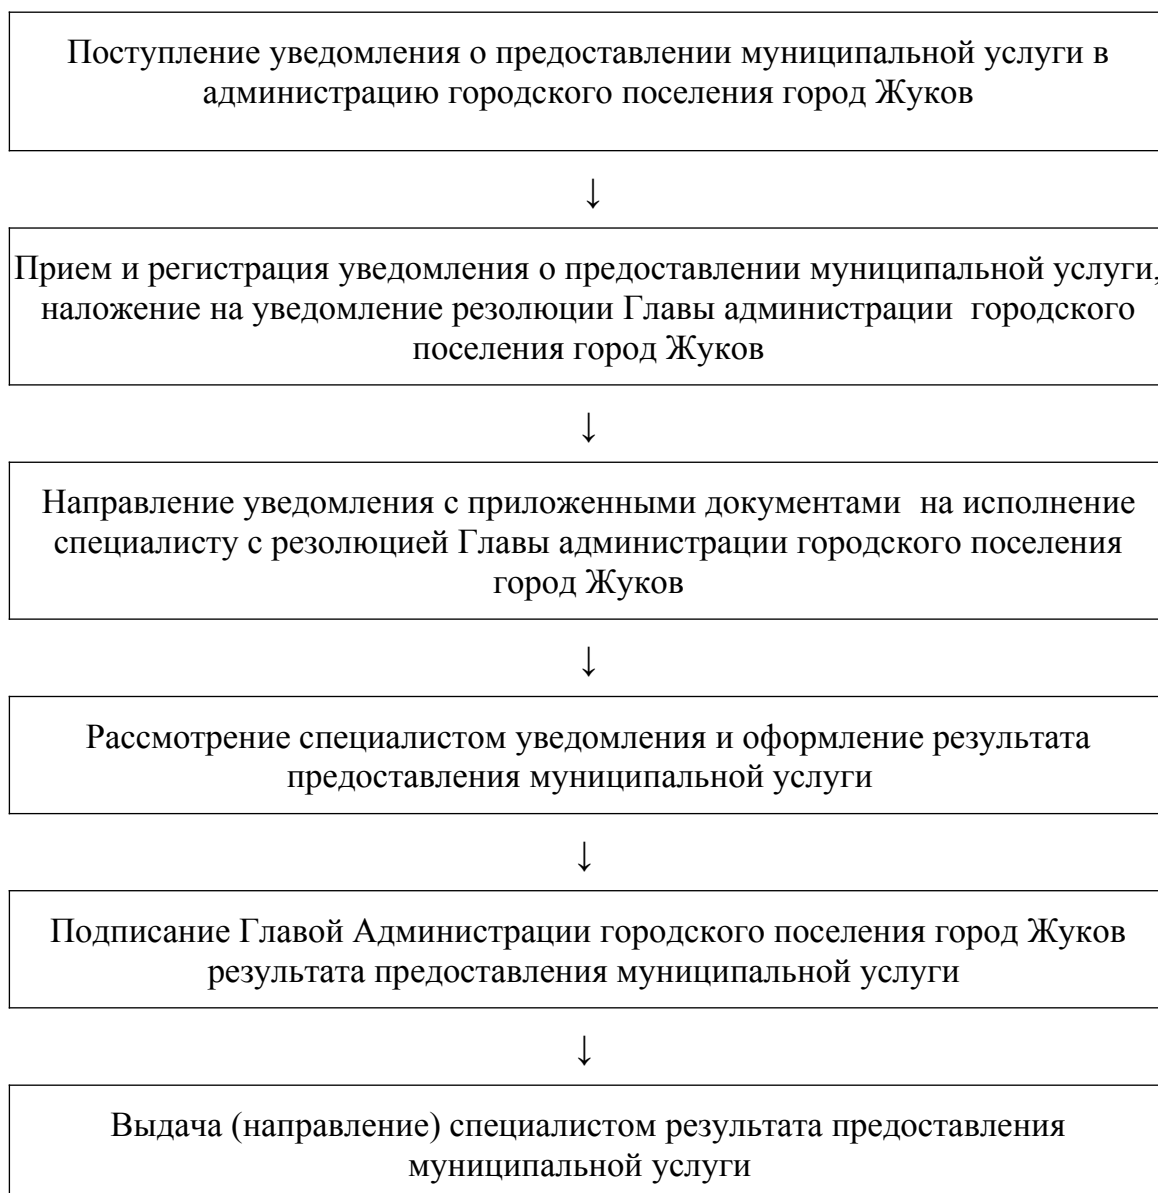 Поступление уведомления о предоставлении муниципальной услуги в
администрацию городского поселения город Жуков
↓
Прием и регистрация уведомления о предоставлении муниципальной услуги,
наложение на уведомление резолюции Главы администрации  городского
поселения город Жуков
↓
Направление уведомления с приложенными документами  на исполнение
специалисту с резолюцией Главы администрации городского поселения
город Жуков
↓
Рассмотрение специалистом уведомления и оформление результата
предоставления муниципальной услуги
↓
Подписание Главой Администрации городского поселения город Жуков
результата предоставления муниципальной услуги
↓
Выдача (направление) специалистом результата предоставления
муниципальной услуги